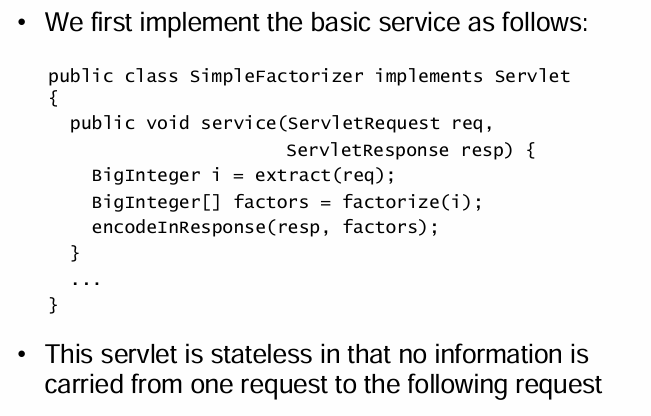 • We first implement the basic service as follows:
public class SimpleFactorizer implements Servlet
{
  public void service(ServletRequest req,
                      ServletResponse resp) {
    BigInteger i = extract(req);
    BigInteger[] factors = factorize(i);
    encodeInResponse(resp, factors);
  }
  ...
}
• This servlet is stateless in that no information is
carried from one request to the following request